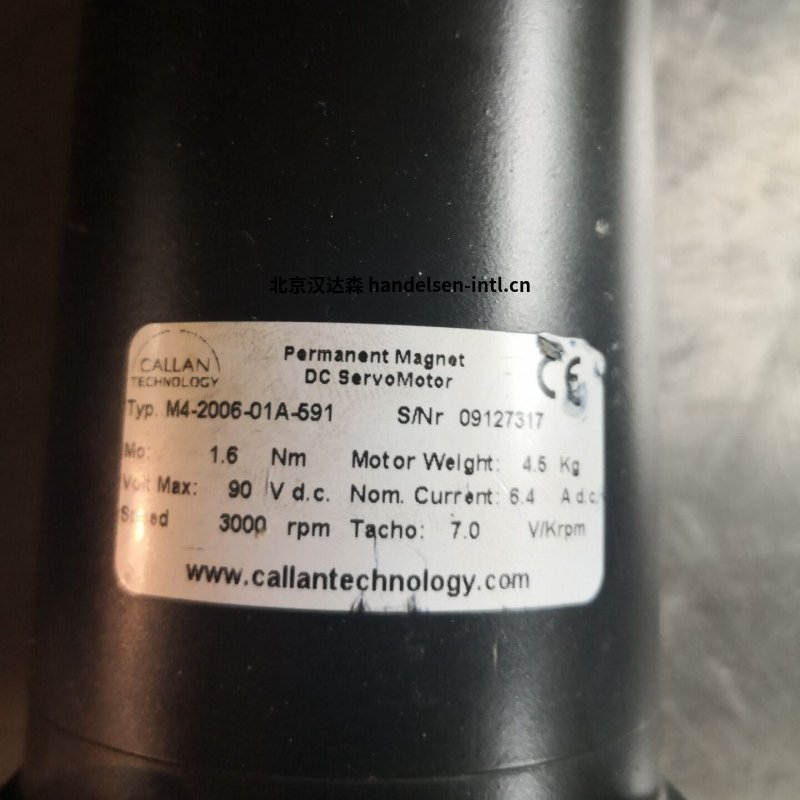 北京汉达森 handelsen-intl.cn
CALLAN
TECHNOLOGY
Permanent Magnet
DC ServoMotor
CE
Typ. M4-2006-01A-591 S/Nr 09127317
Mo: 1.6 Nm Motor Weight: 4.5 Kg
Volt Max: 90 V d.c. Nom. Current: 6.4 A d.c.
Speed 3000 rpm Tacho: 7.0 V/Krpm
www.callantechnology.com